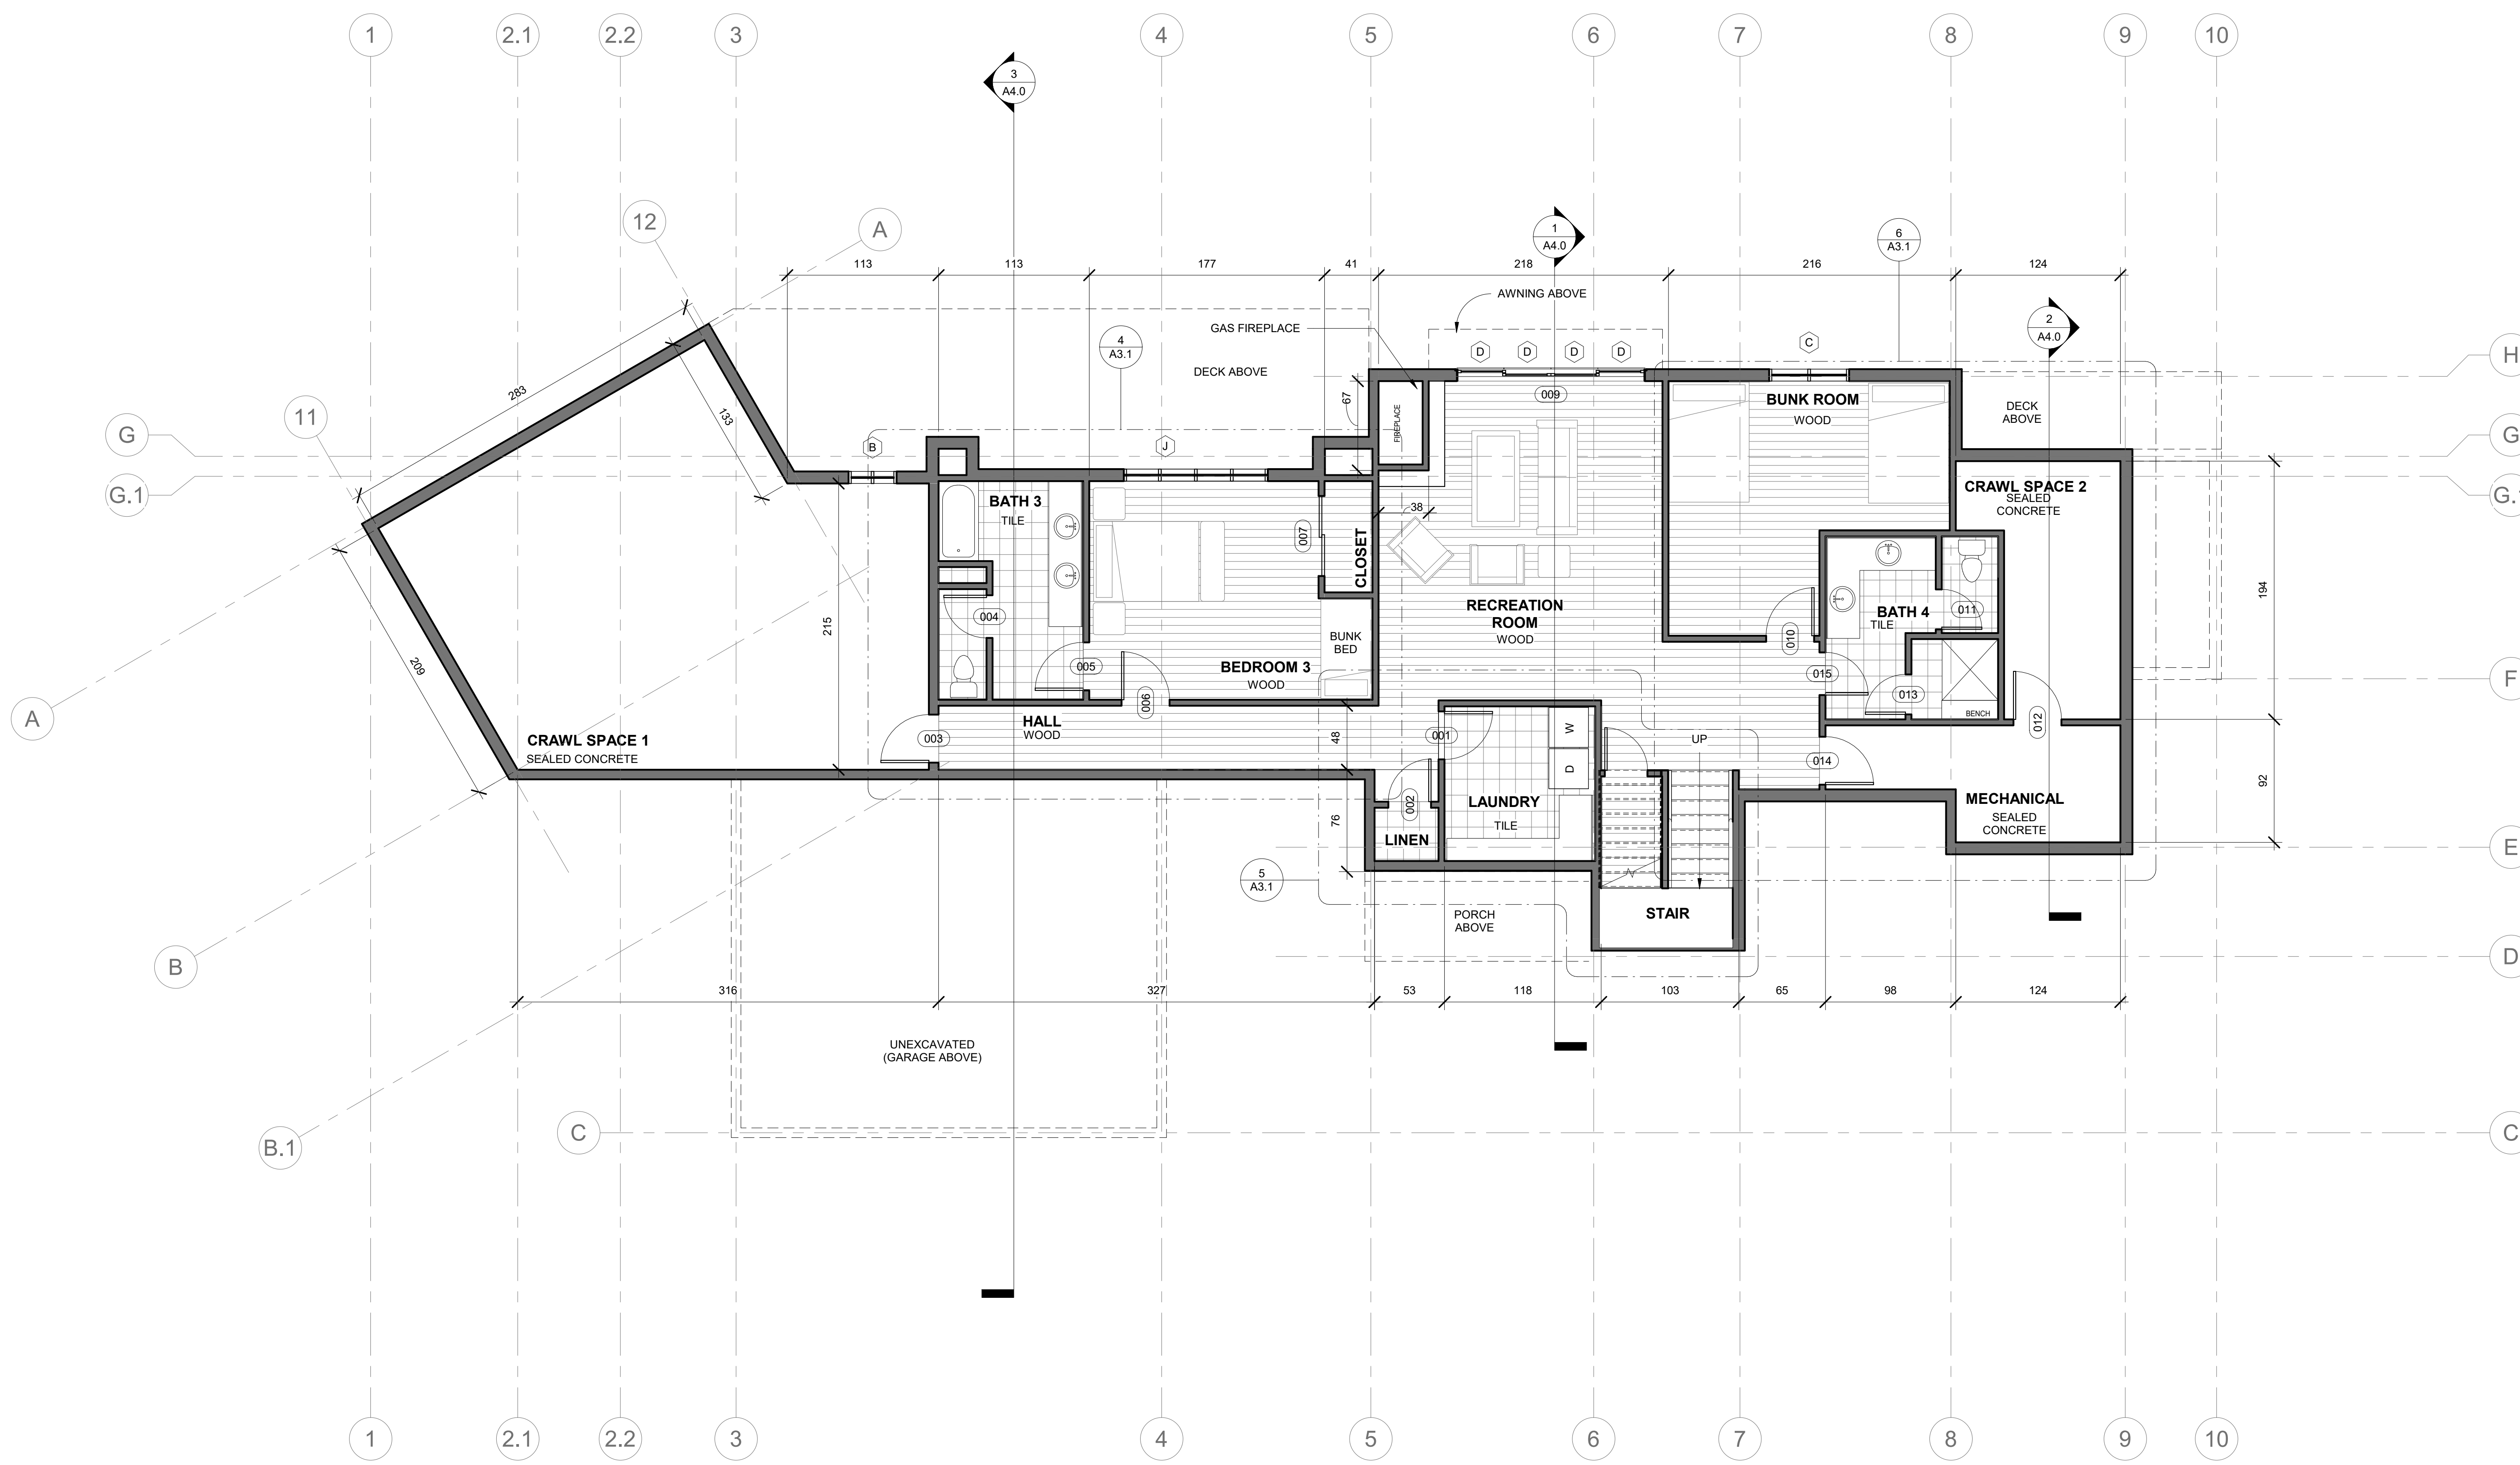 1 2.1 2.2 3 4 5 6 7 8 9 10
3
A4.0
12
A
1
A4.0
6
A3.1
11
113 113 177 41 218 216 124
AWNING ABOVE
GAS FIREPLACE
2
A4.0
4
A3.1
D D D D
C
H
DECK ABOVE
283
133
67
009
BUNK ROOM
WOOD
DECK
ABOVE
FIREPLACE
G
B
J
G
G.1
G.
BATH 3
TILE
38
CRAWL SPACE 2
SEALED
CONCRETE
007
CLOSET
RECREATION
ROOM
WOOD
194
004
215
BUNK
BED
BATH 4
TILE
011
010
209
005
BEDROOM 3
WOOD
015
F
006
013
BENCH
A
HALL
WOOD
003
48
001
W
UP
012
CRAWL SPACE 1
SEALED CONCRETE
D
014
92
002
LAUNDRY
TILE
MECHANICAL
SEALED
CONCRETE
76
LINEN
E
5
A3.1
PORCH
ABOVE
STAIR
B
D
316 327 53 118 103 65 98 124
UNEXCAVATED
(GARAGE ABOVE)
B.1
C
C
1 2.1 2.2 3 4 5 6 7 8 9 10